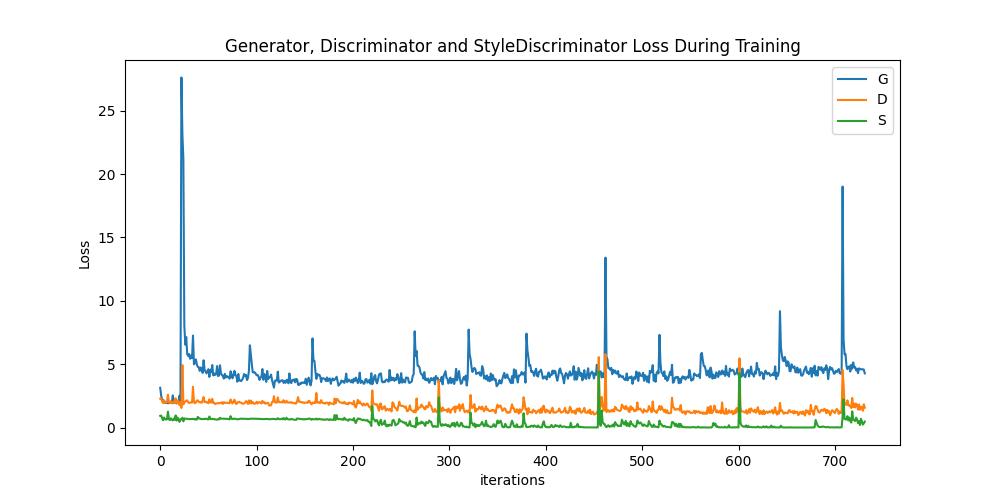 Generator, Discriminator and StyleDiscriminator Loss During Training
G
D
S
25
20
15
10
5
0
Loss
0 100 200 300 400 500 600 700
iterations